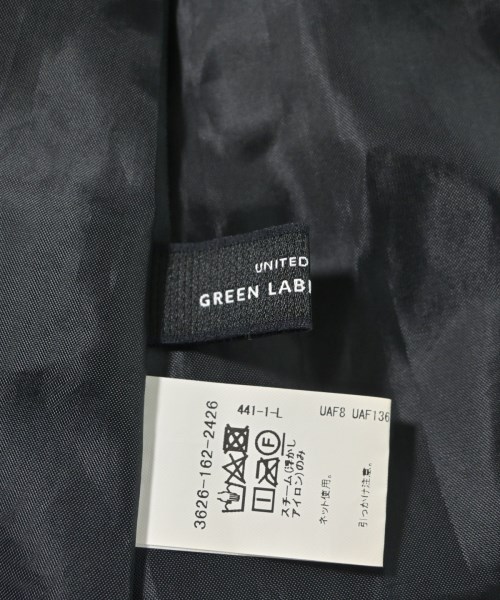 UNITED
GREEN LAB
441-1-L
UAF8 UAF136
3626-162-2426
F
スチーム(浮かし
アイロン)のみ
ネット使用。
引っかけ注意。